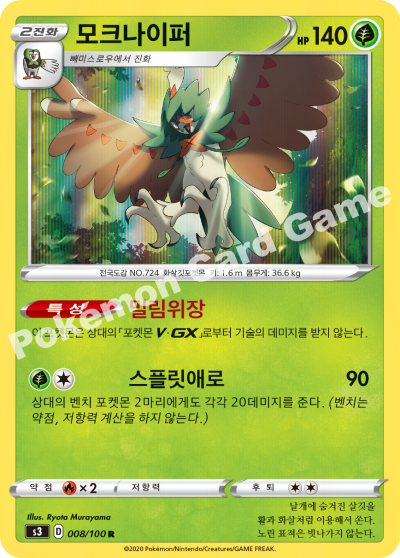 2진화 모크나이퍼 HP 140
빼미스로우에서 진화
전국도감 NO.724 화살깃포켓몬 키: 1.6 m 몸무게: 36.6 kg
특성 밀림위장
이 포켓몬은 상대의 「포켓몬 V·GX」로부터 기술의 데미지를 받지 않는다.
스플릿애로 90
상대의 벤치 포켓몬 2마리에게도 각각 20데미지를 준다. (벤치는
약점, 저항력 계산을 하지 않는다.)
약점 ×2 저항력 후퇴
Illus. Ryota Murayama
s3 D 008/100 R
날개에 숨겨진 살깃을
활과 화살처럼 이용해서 쏜다.
노린 표적은 빗나가지 않는다.
©2020 Pokémon/Nintendo/Creatures/GAME FREAK.
Pokémon Card Game